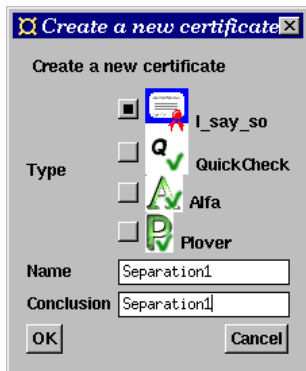 Create a new certificate
Create a new certificate
Type
I_say_so
QuickCheck
Alfa
Plover
Name Separation1
Conclusion Separation1
OK Cancel